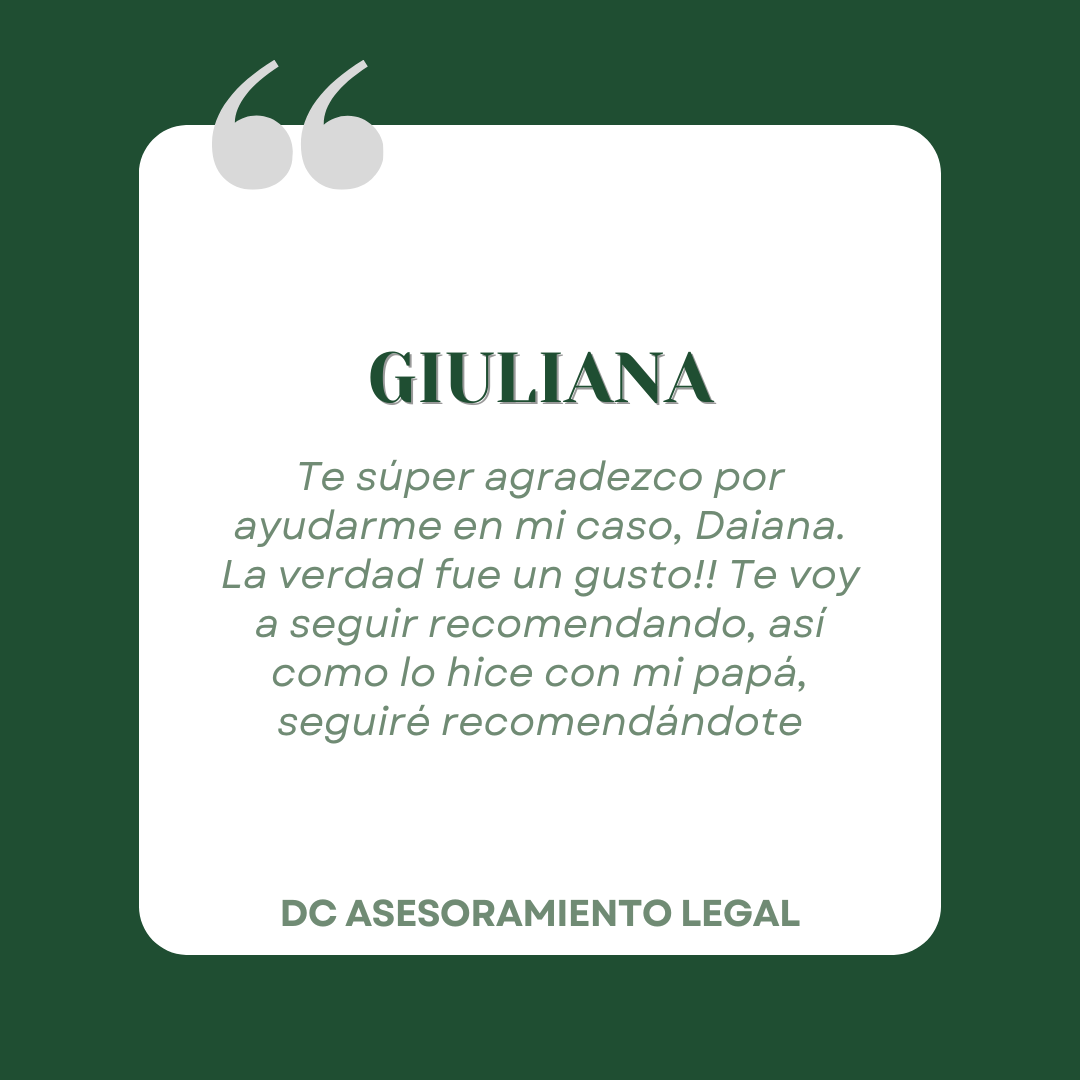 GIULIANA
Te súper agradezco por
ayudarme en mi caso, Daiana.
La verdad fue un gusto!! Te voy
a seguir recomendando, así
como lo hice con mi papá,
seguiré recomendándote
DC ASESORAMIENTO LEGAL